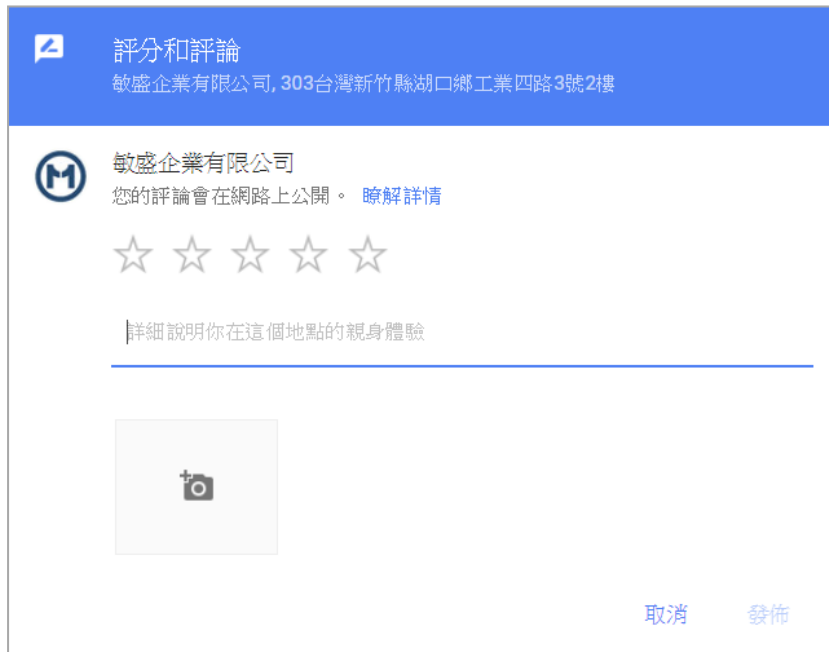 評分和評論
敏盛企業有限公司, 303台灣新竹縣湖口鄉工業四路3號2樓
敏盛企業有限公司
您的評論會在網路上公開。 瞭解詳情
詳細說明你在這個地點的親身體驗
取消 發佈